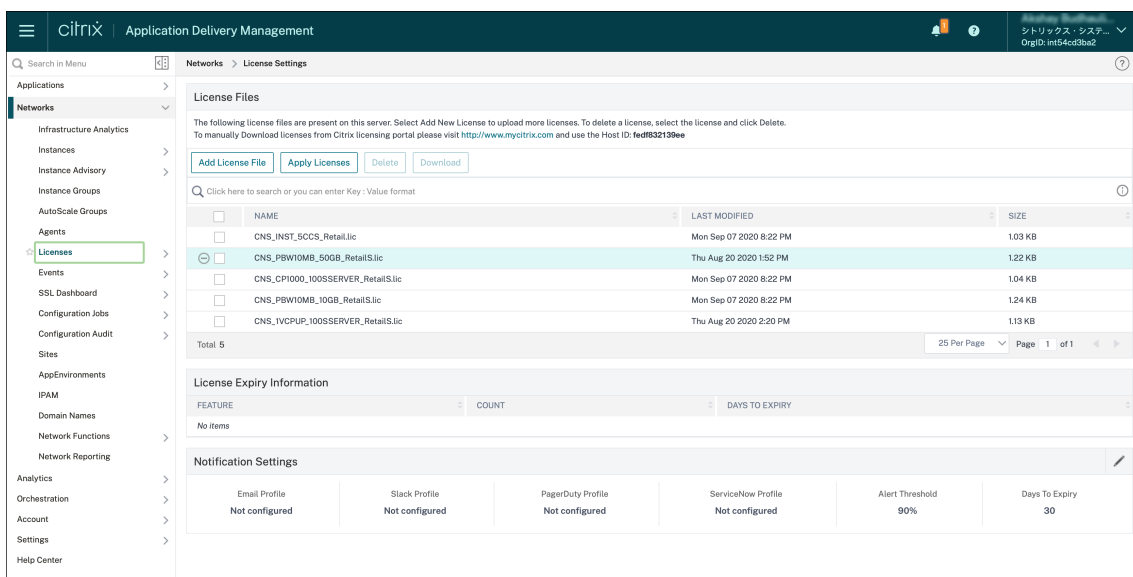 citrix | Application Delivery Management
1
?
シトリックス・システ...
OrgID: int54cd3ba2
Search in Menu
Networks > License Settings
?
Applications
Networks
Infrastructure Analytics
Instances
Instance Advisory
Instance Groups
AutoScale Groups
Agents
Licenses
Events
SSL Dashboard
Configuration Jobs
Configuration Audit
Sites
AppEnvironments
IPAM
Domain Names
Network Functions
Network Reporting
Analytics
Orchestration
Account
Settings
Help Center
License Files
The following license files are present on this server. Select Add New License to upload more licenses. To delete a license, select the license and click Delete.
To manually Download licenses from Citrix licensing portal please visit http://www.mycitrix.com and use the Host ID: fedf832139ee
Add License File Apply Licenses Delete Download
Click here to search or you can enter Key : Value format
NAME LAST MODIFIED SIZE
CNS_INST_5CCS_Retail.lic Mon Sep 07 2020 8:22 PM 1.03 KB
CNS_PBW10MB_50GB_RetailS.lic Thu Aug 20 2020 1:52 PM 1.22 KB
CNS_CP1000_100SSERVER_RetailS.lic Mon Sep 07 2020 8:22 PM 1.04 KB
CNS_PBW10MB_10GB_RetailS.lic Mon Sep 07 2020 8:22 PM 1.24 KB
CNS_1VCPUP_100SSERVER_RetailS.lic Thu Aug 20 2020 2:20 PM 1.13 KB
Total 5 25 Per Page Page 1 of 1
License Expiry Information
FEATURE COUNT DAYS TO EXPIRY
No items
Notification Settings
Email Profile Slack Profile PagerDuty Profile ServiceNow Profile Alert Threshold Days To Expiry
Not configured Not configured Not configured Not configured 90% 30